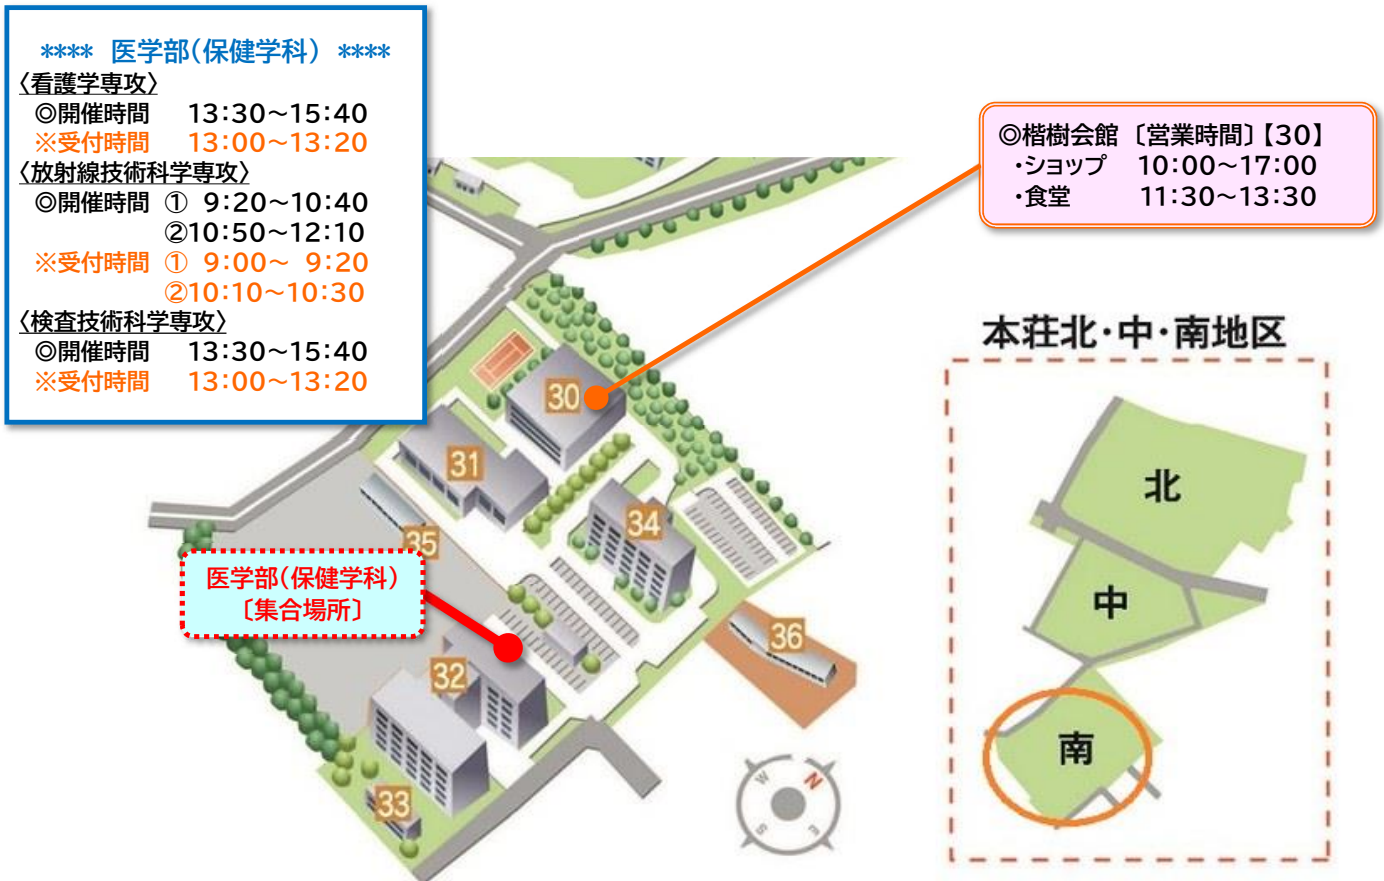 **** 医学部(保健学科) ****
〈看護学専攻〉
◎開催時間 13:30～15:40
※受付時間 13:00～13:20
〈放射線技術科学専攻〉
◎開催時間 ① 9:20～10:40
②10:50～12:10
※受付時間 ① 9:00～ 9:20
②10:10～10:30
〈検査技術科学専攻〉
◎開催時間 13:30～15:40
※受付時間 13:00～13:20
◎楷樹会館〔営業時間〕【30】
・ショップ 10:00～17:00
・食堂 11:30～13:30
30
31
34
35
医学部(保健学科)
〔集合場所〕
36
32
33
W
N
S
E
本荘北・中・南地区
北
中
南